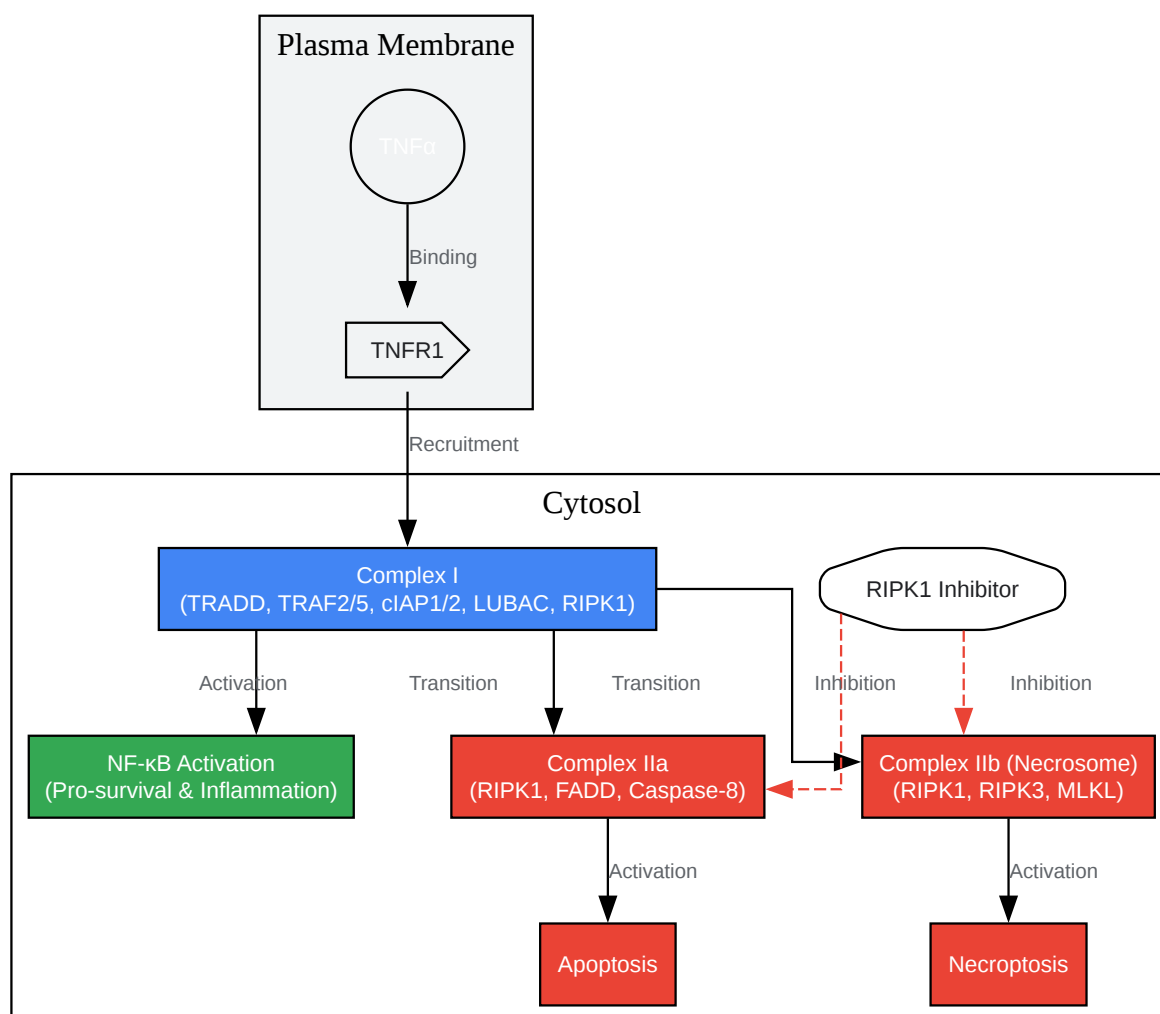 Plasma Membrane
TNFα
Binding
TNFR1
Recruitment
Cytosol
Complex I
(TRADD, TRAF2/5, cIAP1/2, LUBAC, RIPK1)
RIPK1 Inhibitor
Activation
Transition
Transition
Inhibition
Inhibition
NF-κB Activation
(Pro-survival & Inflammation)
Complex IIa
(RIPK1, FADD, Caspase-8)
Complex IIb (Necrosome)
(RIPK1, RIPK3, MLKL)
Activation
Activation
Apoptosis
Necroptosis